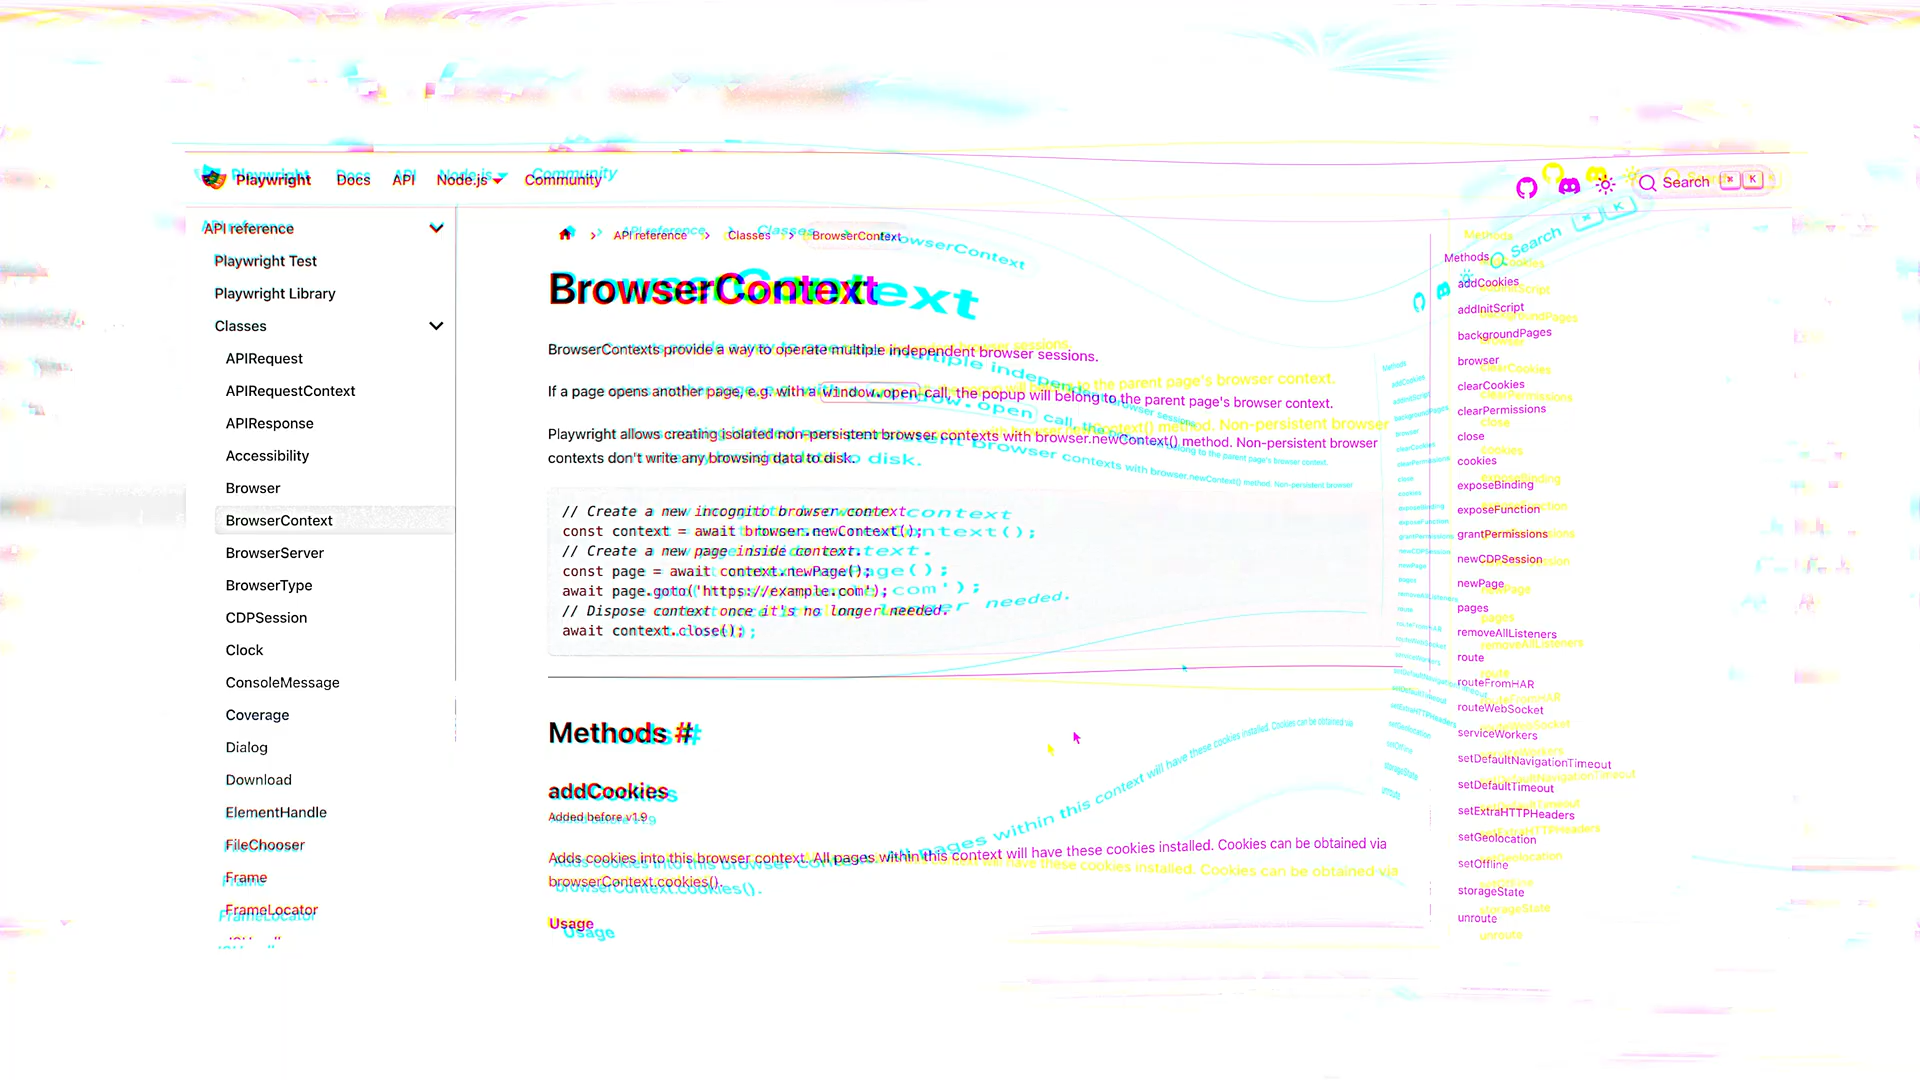 Playwright Docs API Node.js Community Search ⌘ K
API reference
Playwright Test
Playwright Library
Classes
APIRequest
APIRequestContext
APIResponse
Accessibility
Browser
BrowserContext
BrowserServer
BrowserType
CDPSession
Clock
ConsoleMessage
Coverage
Dialog
Download
ElementHandle
FileChooser
Frame
FrameLocator
API reference > Classes > BrowserContext
BrowserContext
BrowserContexts provide a way to operate multiple independent browser sessions.
If a page opens another page, e.g. with a window.open call, the popup will belong to the parent page's browser context.
Playwright allows creating isolated non-persistent browser contexts with browser.newContext() method. Non-persistent browser
contexts don't write any browsing data to disk.
// Create a new incognito browser context
const context = await browser.newContext();
// Create a new page inside context.
const page = await context.newPage();
await page.goto('https://example.com');
// Dispose context once it's no longer needed.
await context.close();
Methods #
addCookies
Added before v1.9
Adds cookies into this browser context. All pages within this context will have these cookies installed. Cookies can be obtained via
browserContext.cookies().
Usage
Methods
addCookies
addInitScript
backgroundPages
browser
clearCookies
clearPermissions
close
cookies
exposeBinding
exposeFunction
grantPermissions
newCDPSession
newPage
pages
removeAllListeners
route
routeFromHAR
routeWebSocket
serviceWorkers
setDefaultNavigationTimeout
setDefaultTimeout
setExtraHTTPHeaders
setGeolocation
setOffline
storageState
unroute